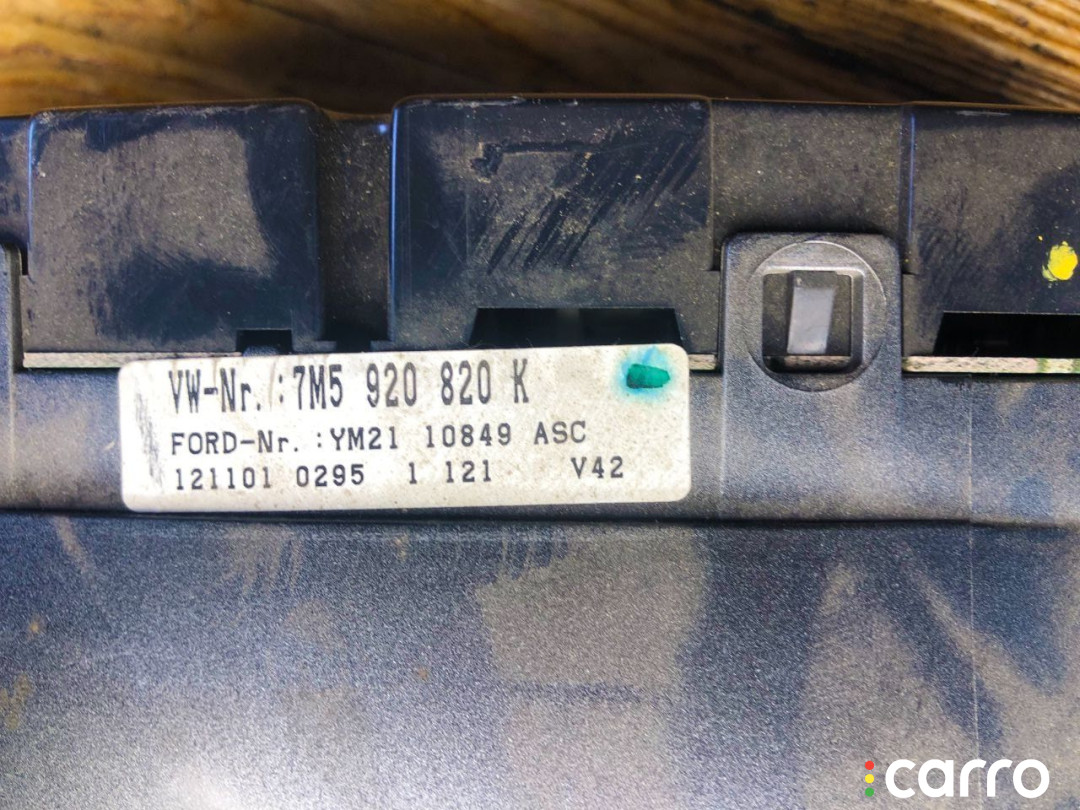 VW-Nr.:7M5 920 820 K
FORD-Nr.:YM21 10849 ASC
121101 0295 1 121 V42
carro